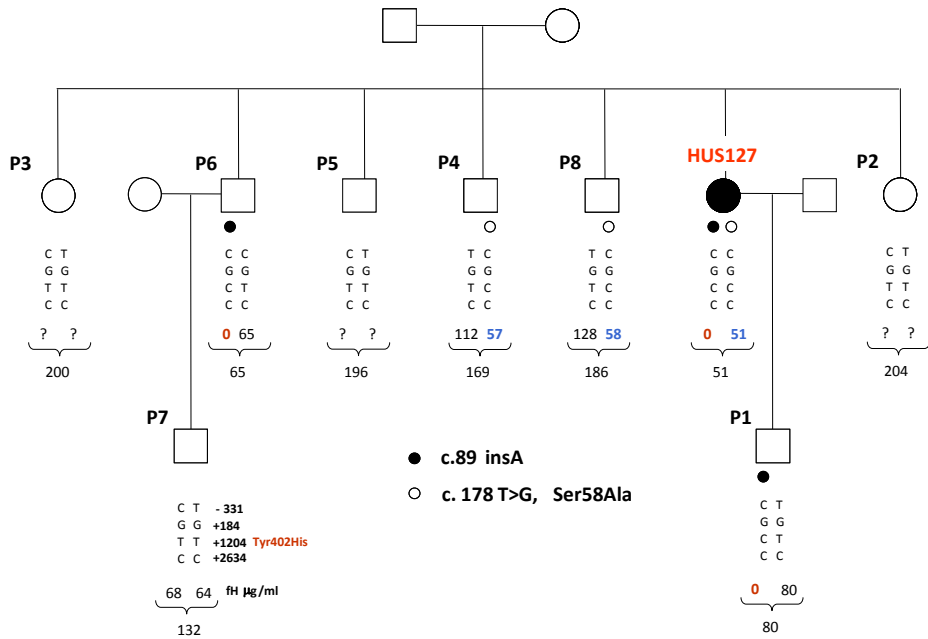 HUS127
P3 P6 P5 P4 P8 P2
C T C C C T T C T C C C C T
G G G G G G G G G G G G G G
T T C T T T T C T C C C T T
C C C C C C C C C C C C C C
? ? 0 65 ? ? 112 57 128 58 0 51 ? ?
200 65 196 169 186 51 204
P7 P1
c.89 insA
c. 178 T>G, Ser58Ala
C T - 331
G G +184
T T +1204 Tyr402His
C C +2634
68 64 fH µg/ml
132
C T
G G
C T
C C
0 80
80